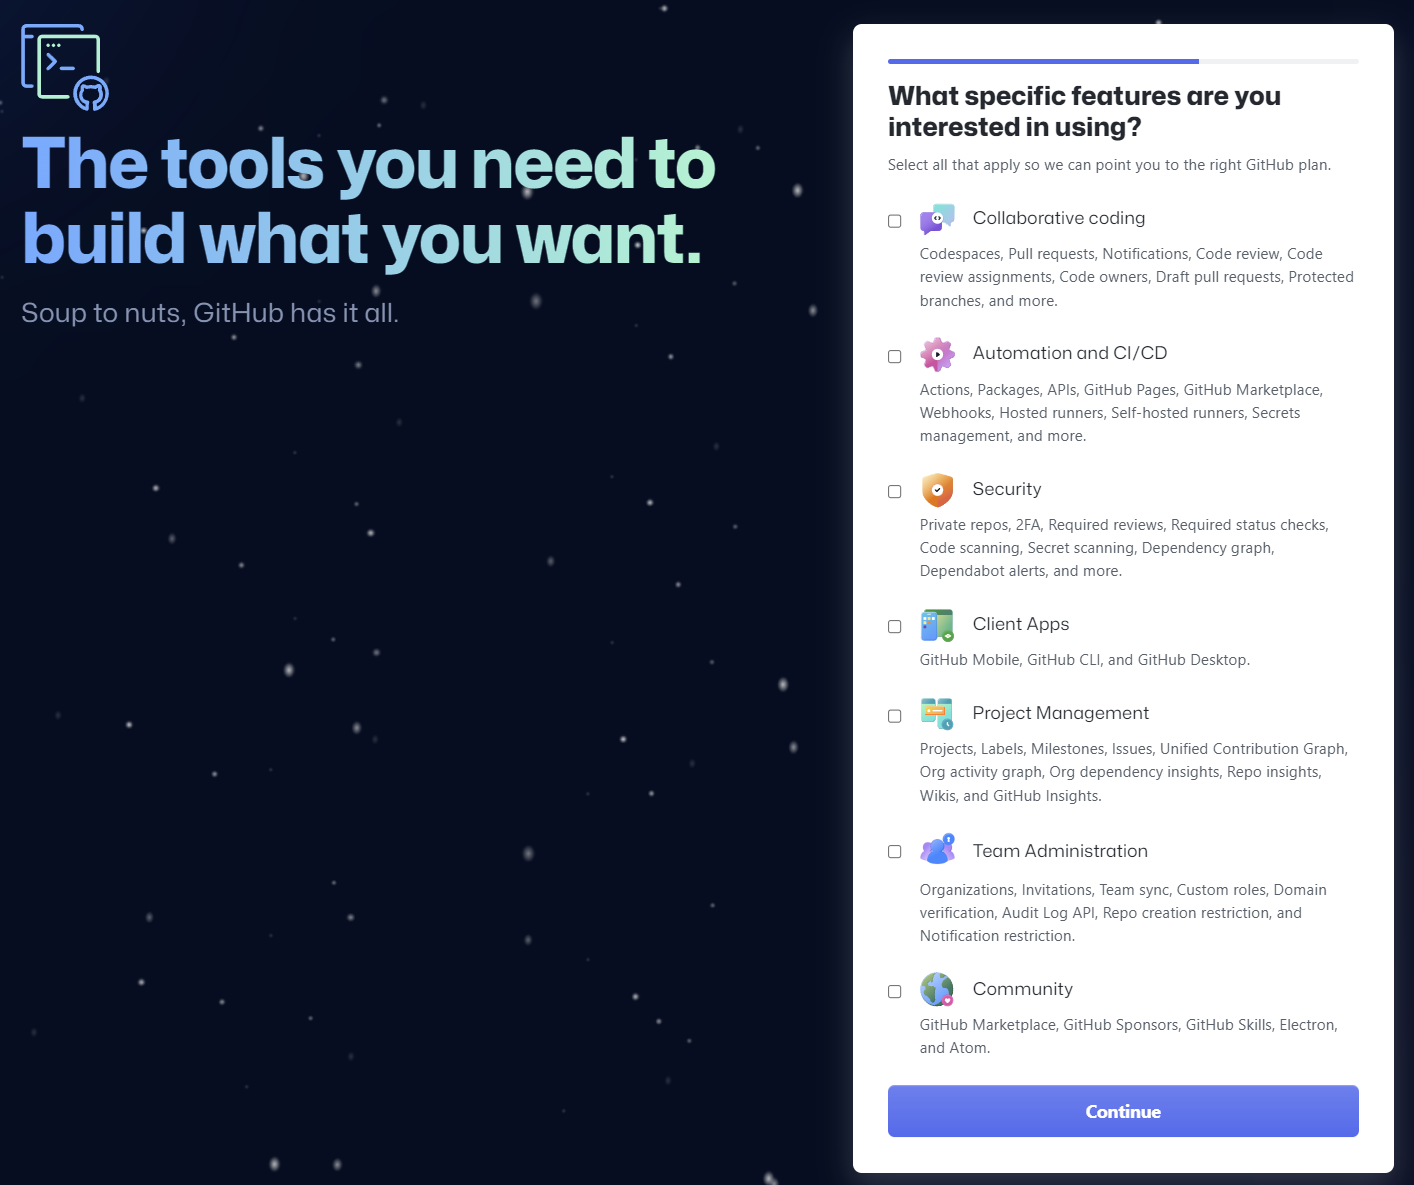 The tools you need to
build what you want.
Soup to nuts, GitHub has it all.
What specific features are you
interested in using?
Select all that apply so we can point you to the right GitHub plan.
Collaborative coding
Codespaces, Pull requests, Notifications, Code review, Code
review assignments, Code owners, Draft pull requests, Protected
branches, and more.
Automation and CI/CD
Actions, Packages, APIs, GitHub Pages, GitHub Marketplace,
Webhooks, Hosted runners, Self-hosted runners, Secrets
management, and more.
Security
Private repos, 2FA, Required reviews, Required status checks,
Code scanning, Secret scanning, Dependency graph,
Dependabot alerts, and more.
Client Apps
GitHub Mobile, GitHub CLI, and GitHub Desktop.
Project Management
Projects, Labels, Milestones, Issues, Unified Contribution Graph,
Org activity graph, Org dependency insights, Repo insights,
Wikis, and GitHub Insights.
Team Administration
Organizations, Invitations, Team sync, Custom roles, Domain
verification, Audit Log API, Repo creation restriction, and
Notification restriction.
Community
GitHub Marketplace, GitHub Sponsors, GitHub Skills, Electron,
and Atom.
Continue